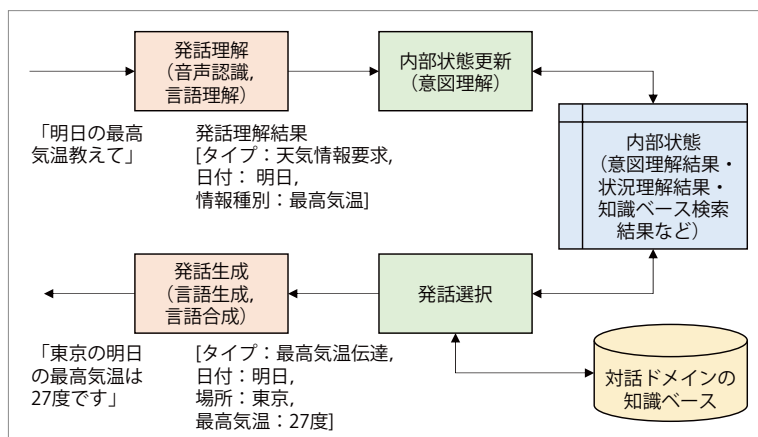 発話理解
(音声認識,
言語理解)
内部状態更新
(意図理解)
「明日の最高
気温教えて」
発話理解結果
[タイプ：天気情報要求,
日付： 明日,
情報種別：最高気温]
内部状態
(意図理解結果・
状況理解結果・
知識ベース検索
結果など)
発話生成
(言語生成,
言語合成)
発話選択
「東京の明日
の最高気温は
27度です」
[タイプ：最高気温伝達,
日付：明日,
場所：東京,
最高気温：27度]
対話ドメインの
知識ベース